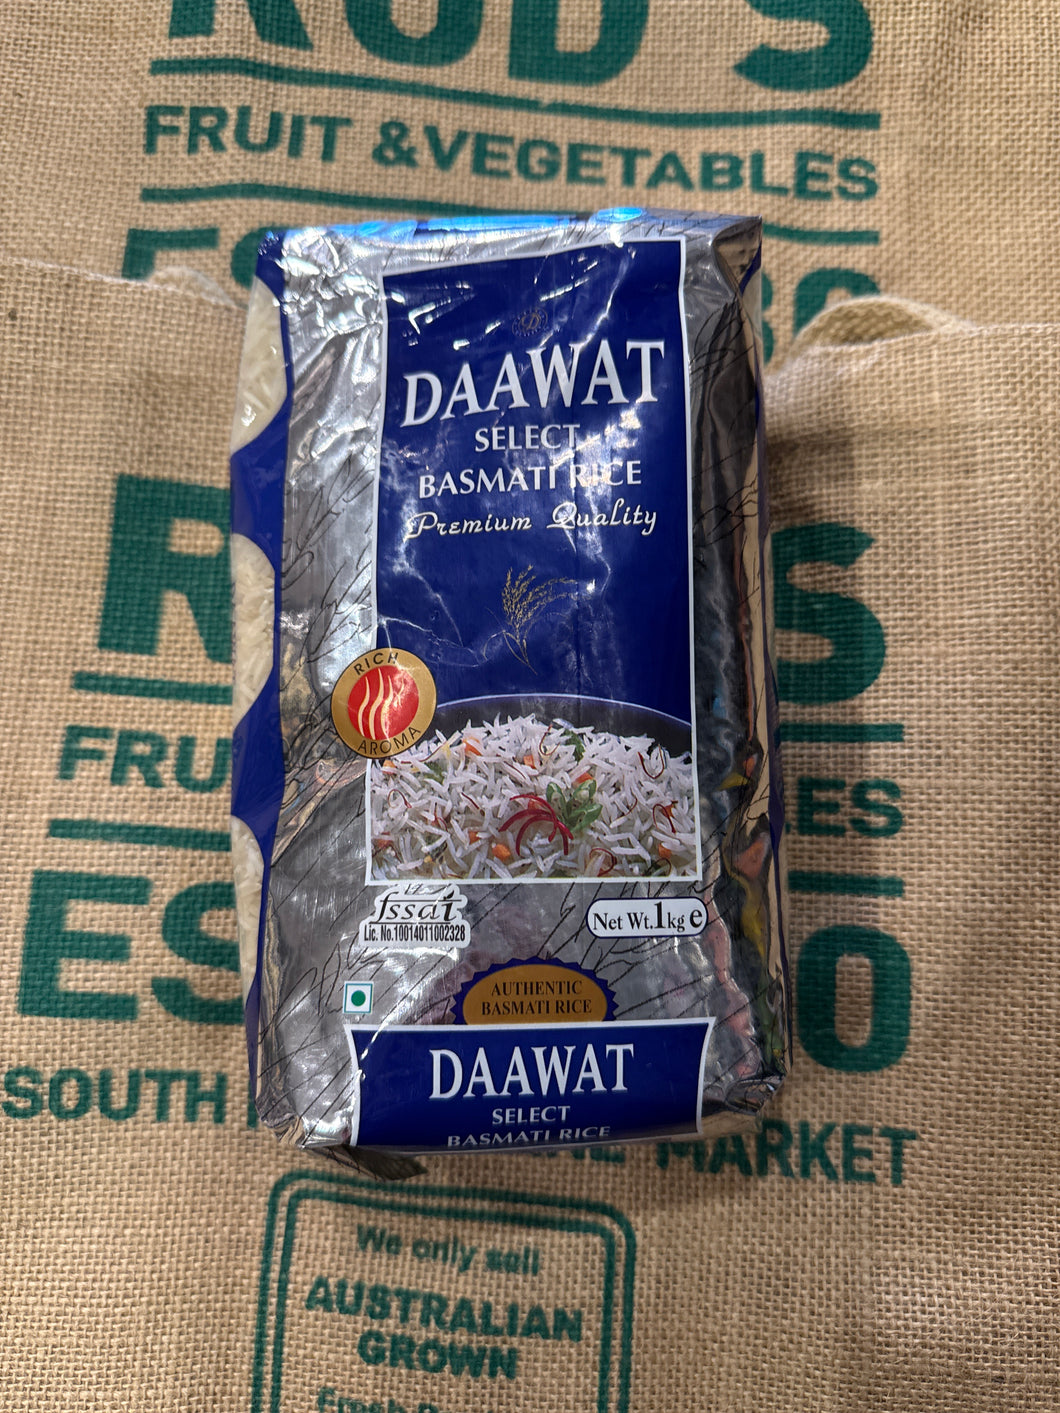 ROD'S
FRUIT & VEGETABLES
DAAWAT
SELECT
BASMATI RICE
Premium Quality
RICH
AROMA
fssai
Lic. No.10014011002328
Net Wt.1kg e
AUTHENTIC
BASMATI RICE
DAAWAT
SELECT
BASMATI RICE
SOUTH
MARKET
We only sell
AUSTRALIAN
GROWN